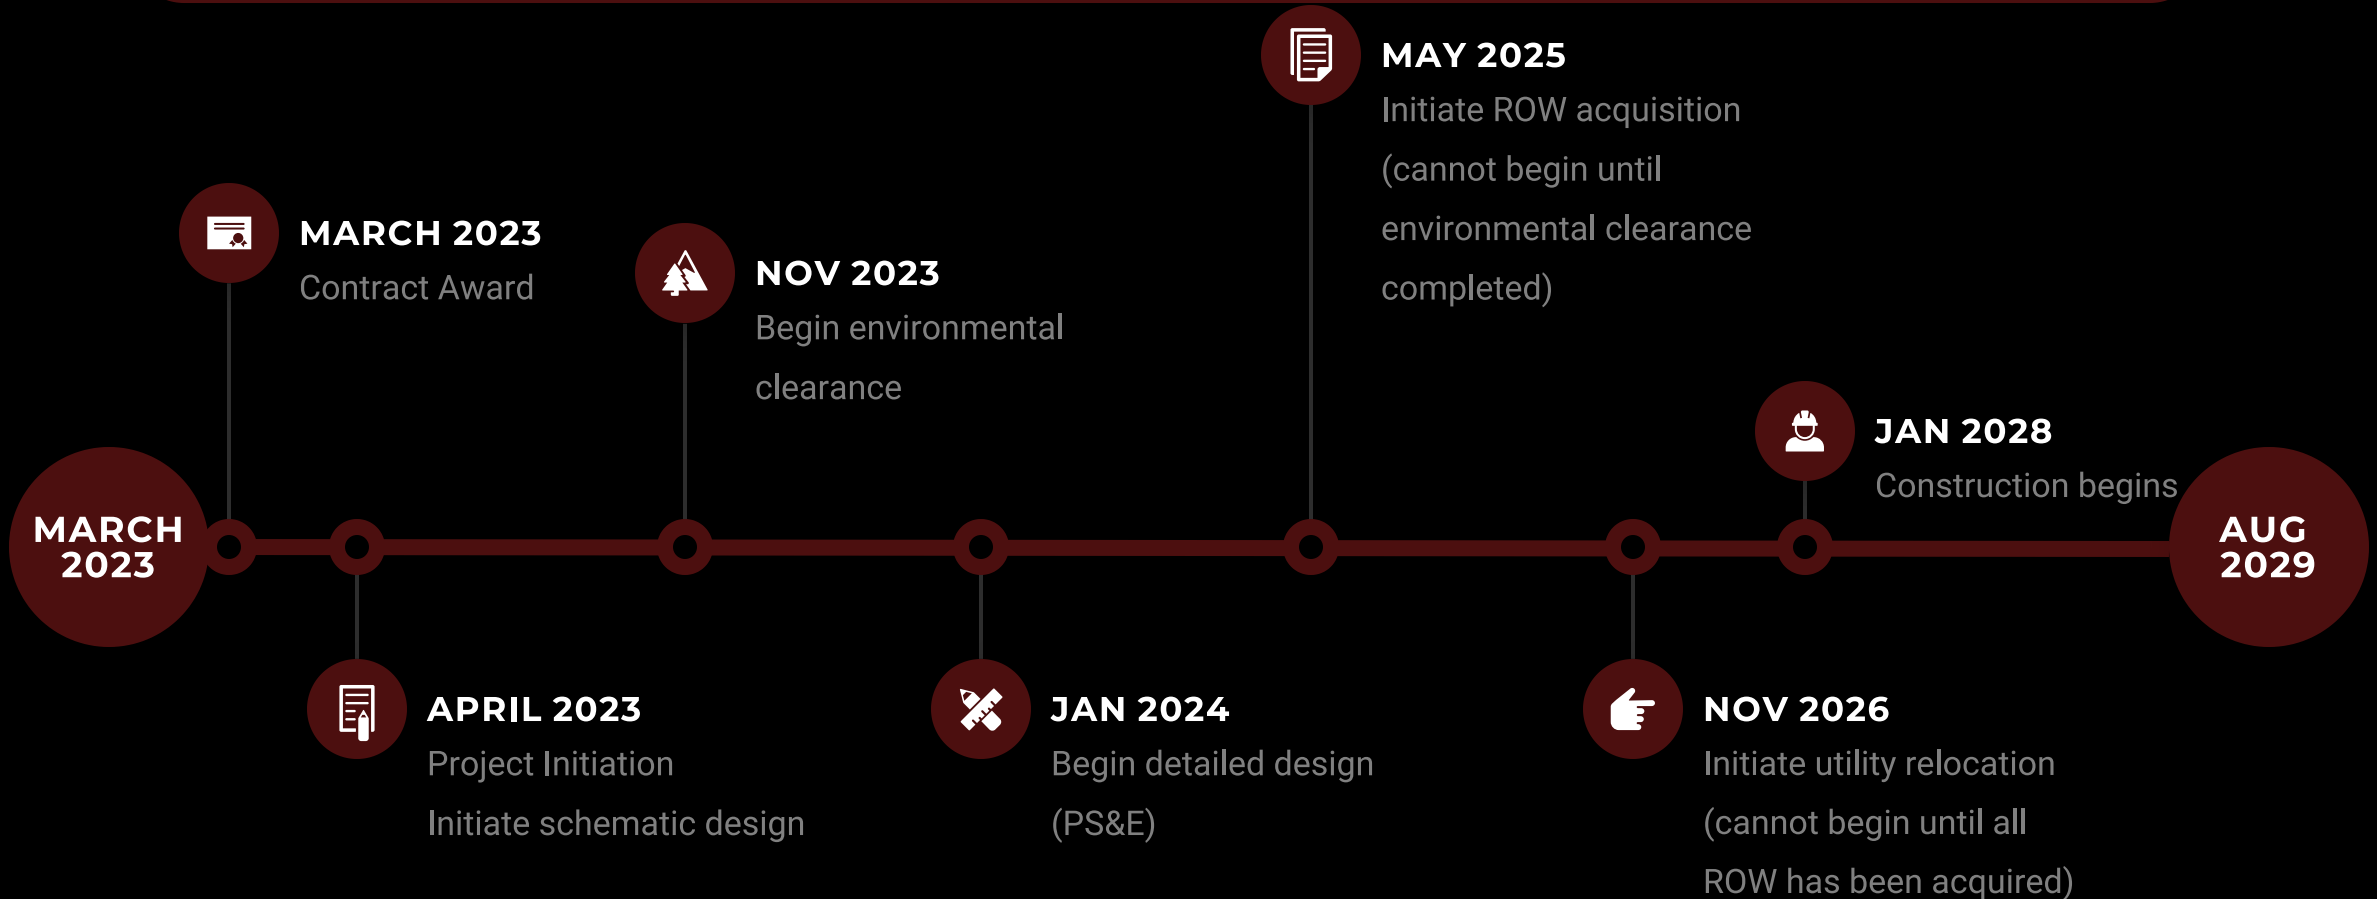 MAY 2025
Initiate ROW acquisition
(cannot begin until
environmental clearance
completed)
MARCH 2023
Contract Award
NOV 2023
Begin environmental
clearance
JAN 2028
Construction begins
MARCH
2023
AUG
2029
APRIL 2023
Project Initiation
Initiate schematic design
JAN 2024
Begin detailed design
(PS&E)
NOV 2026
Initiate utility relocation
(cannot begin until all
ROW has been acquired)